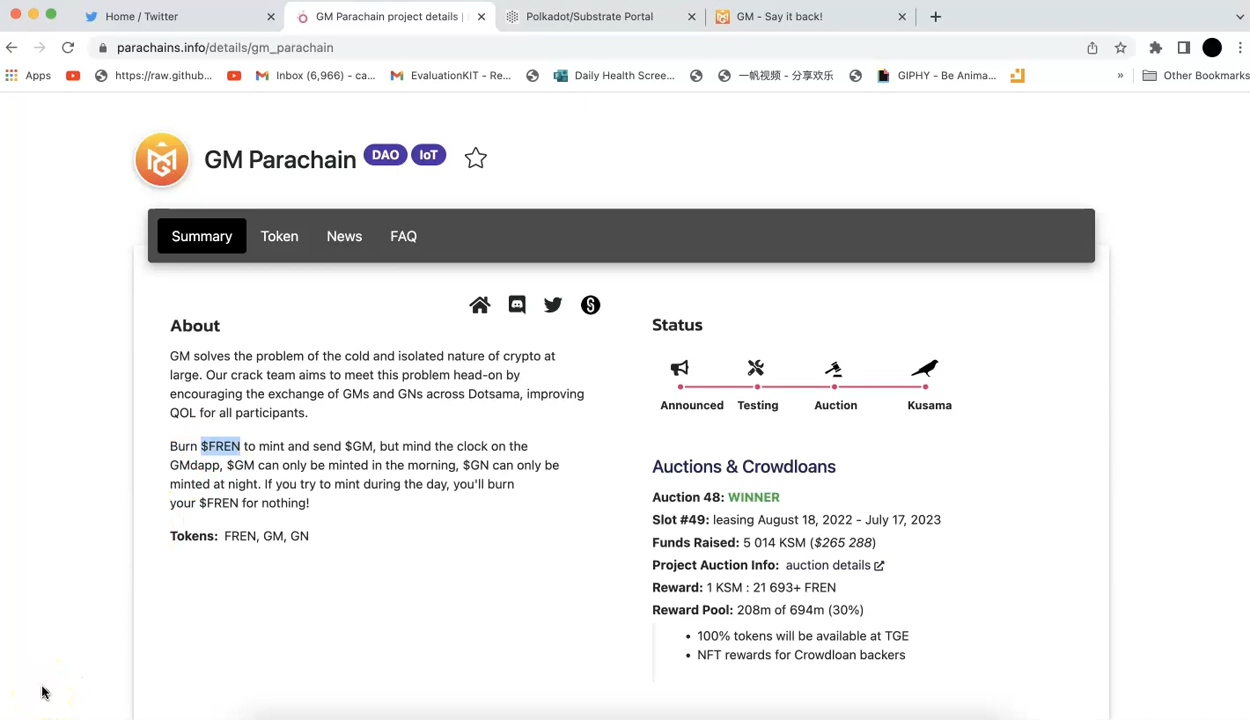 Home / Twitter
GM Parachain project details |
Polkadot/Substrate Portal
GM - Say it back!
parachains.info/details/gm_parachain
Apps
https://raw.github...
Inbox (6,966) - ca...
EvaluationKIT - Re...
Daily Health Scree...
一帆视频 - 分享欢乐
GIPHY - Be Anima...
»
Other Bookmarks
GM Parachain DAO IoT
Summary Token News FAQ
About
GM solves the problem of the cold and isolated nature of crypto at
large. Our crack team aims to meet this problem head-on by
encouraging the exchange of GMs and GNs across Dotsama, improving
QOL for all participants.
Burn $FREN to mint and send $GM, but mind the clock on the
GMdapp, $GM can only be minted in the morning, $GN can only be
minted at night. If you try to mint during the day, you'll burn
your $FREN for nothing!
Tokens: FREN, GM, GN
Status
Announced Testing Auction Kusama
Auctions & Crowdloans
Auction 48: WINNER
Slot #49: leasing August 18, 2022 - July 17, 2023
Funds Raised: 5 014 KSM ($265 288)
Project Auction Info: auction details
Reward: 1 KSM : 21 693+ FREN
Reward Pool: 208m of 694m (30%)
• 100% tokens will be available at TGE
• NFT rewards for Crowdloan backers